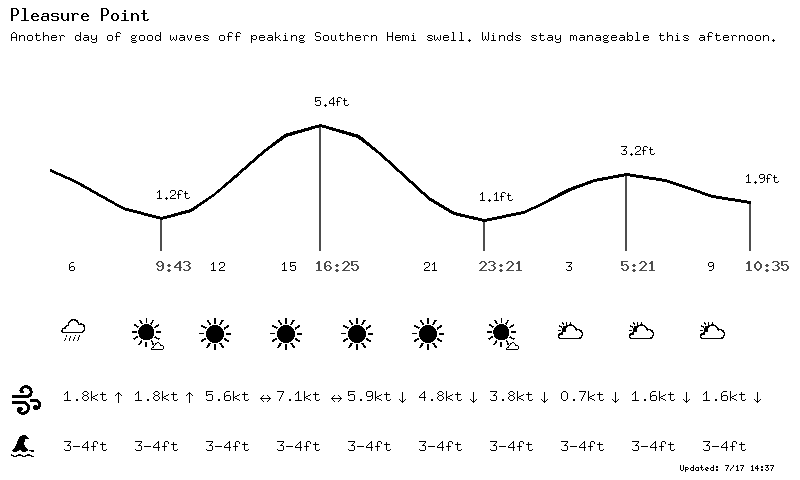 Pleasure Point
Another day of good waves off peaking Southern Hemi swell. Winds stay manageable this afternoon.
5.4ft
3.2ft
1.2ft 1.1ft 1.9ft
6 9:43 12 15 16:25 21 23:21 3 5:21 9 10:35
1.8kt ↑ 1.8kt ↑ 5.6kt ↔ 7.1kt ↔ 5.9kt ↓ 4.8kt ↓ 3.8kt ↓ 0.7kt ↓ 1.6kt ↓ 1.6kt ↓
3-4ft 3-4ft 3-4ft 3-4ft 3-4ft 3-4ft 3-4ft 3-4ft 3-4ft 3-4ft
Updated: 7/17 14:37